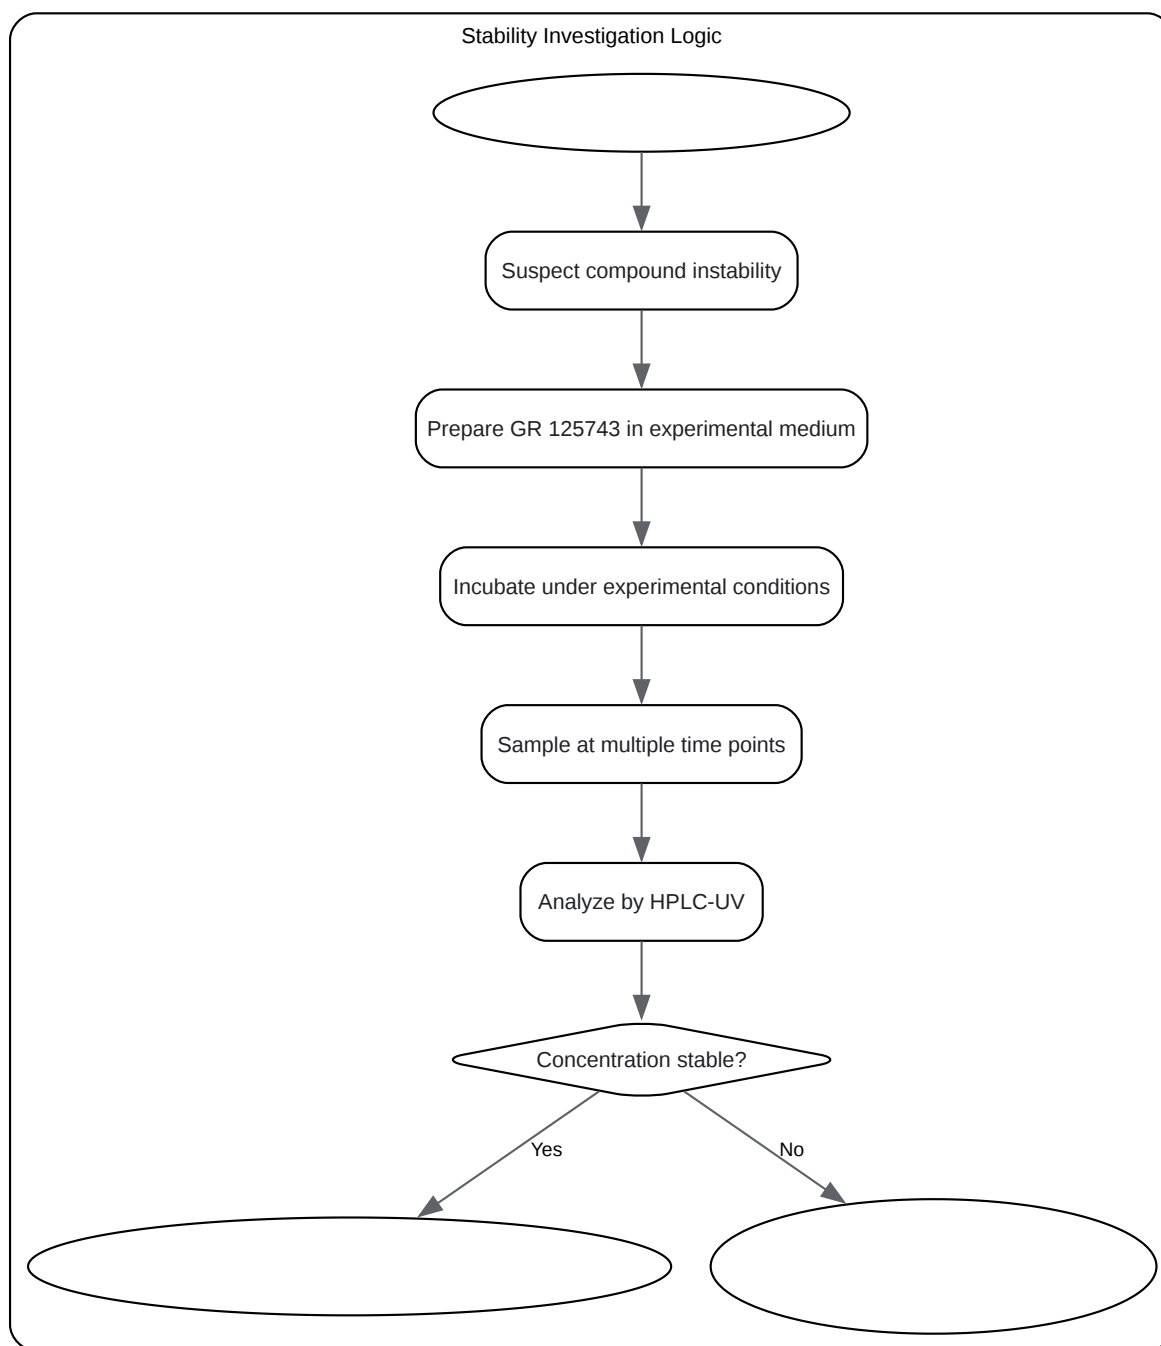 Stability Investigation Logic
Suspect compound instability
Prepare GR 125743 in experimental medium
Incubate under experimental conditions
Sample at multiple time points
Analyze by HPLC-UV
Concentration stable?
Yes
No